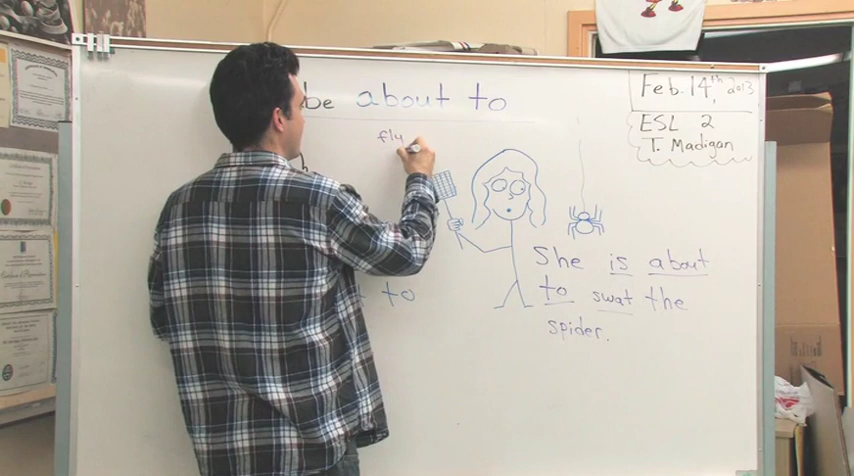 be about to
Feb. 14th, 2013
ESL 2
T. Madigan
fly
to
She is about
to swat the
spider.